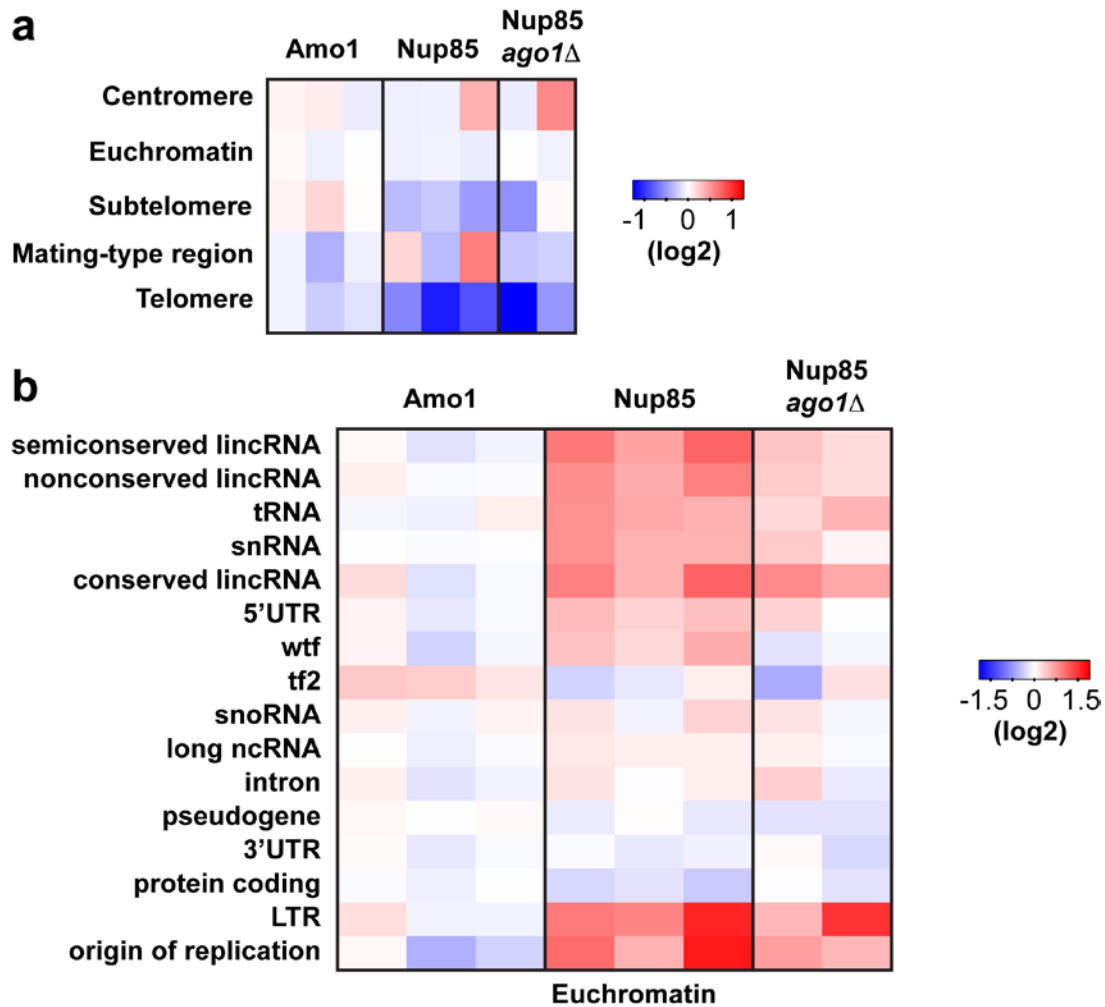 a
Amo1
Nup85
Nup85
ago1Δ
Centromere
Euchromatin
Subtelomere
Mating-type region
Telomere
-1 0 1
(log2)
b
Amo1
Nup85
Nup85
ago1Δ
semiconserved lincRNA
nonconserved lincRNA
tRNA
snRNA
conserved lincRNA
5’UTR
wtf
tf2
snoRNA
long ncRNA
intron
pseudogene
3’UTR
protein coding
LTR
origin of replication
-1.5 0 1.5
(log2)
Euchromatin